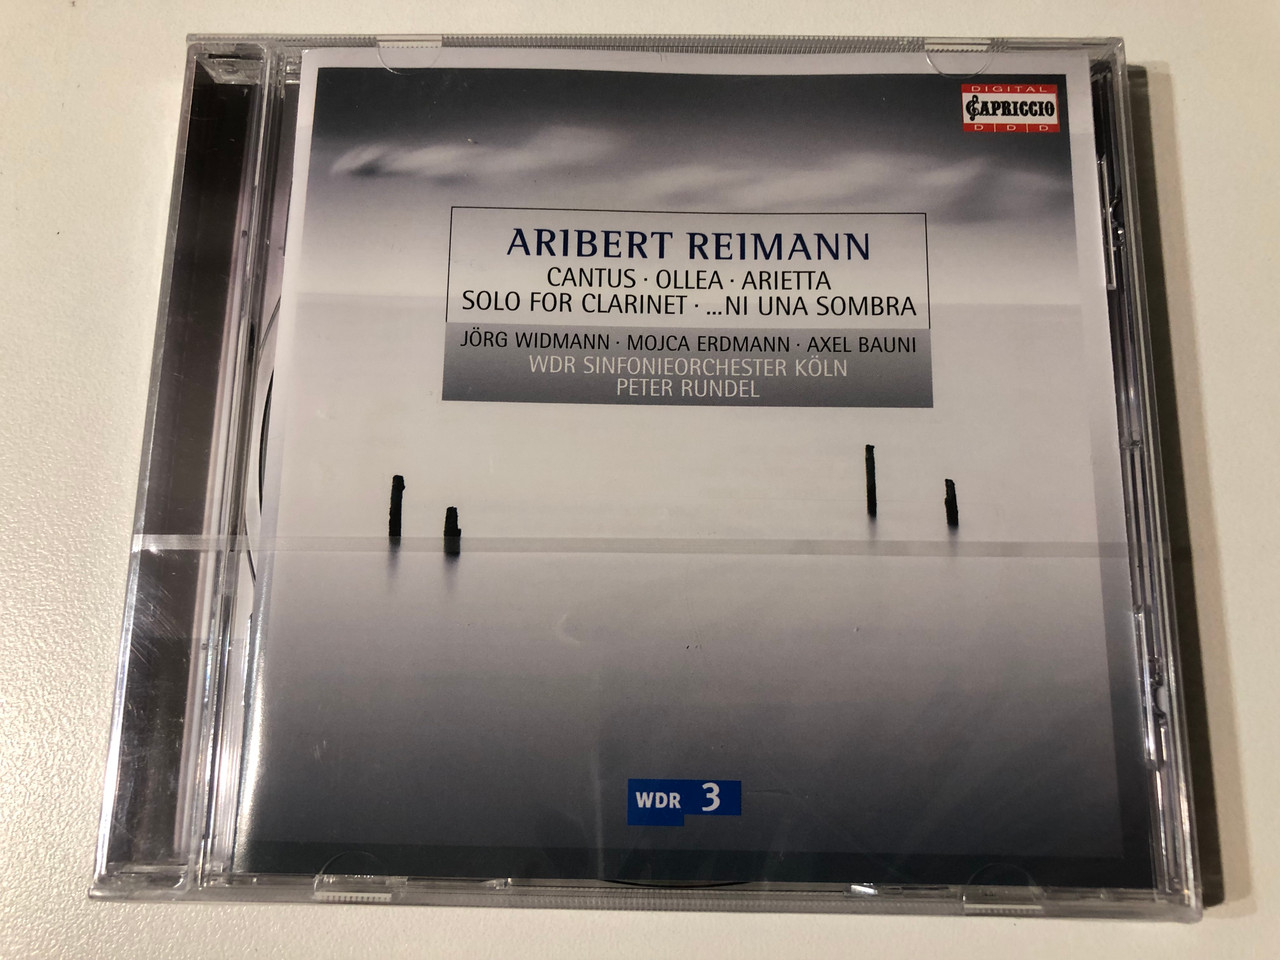 DIGITAL
CAPRICCIO
D|D|D
ARIBERT REIMANN
CANTUS · OLLEA · ARIETTA
SOLO FOR CLARINET · ...NI UNA SOMBRA
JÖRG WIDMANN · MOJCA ERDMANN · AXEL BAUNI
WDR SINFONIEORCHESTER KÖLN
PETER RUNDEL
WDR 3